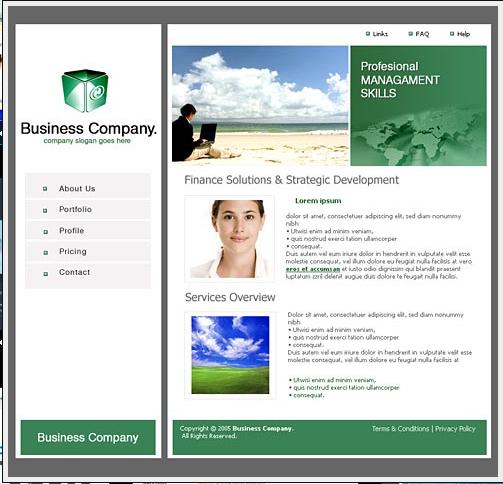 Links
FAQ
Help
Business Company.
company slogan goes here
Profesional
MANAGAMENT
SKILLS
About Us
Portfolio
Profile
Pricing
Contact
Finance Solutions & Strategic Development
Lorem ipsum
dolor sit amet, consectetuer adipiscing elit, sed diam nonummy
nibh
• Utwisi enim ad minim veniam,
• quis nostrud exerci tation ullamcorper
• consequat.
Duis autem vel eum iriure dolor in hendrerit in vulputate velit esse
molestie consequat, vel illum dolore eu feugiat nulla facilisis at vero
eros et accumsan et iusto odio dignissim qui blandit praesent
luptatum zzril delenit augue duis dolore te feugait nulla facilisi.
Services Overview
Dolor sit amet, consectetuer adipiscing elit, sed diam nonummy
nibh
• Utwisi enim ad minim veniam,
• quis nostrud exerci tation ullamcorper
• consequat.
Duis autem vel eum iriure dolor in hendrerit in vulputate velit esse
molestie consequat, vel illum dolore eu feugiat nulla facilisis at
• Utwisi enim ad minim veniam,
• quis nostrud exerci tation ullamcorper
• consequat.
Business Company
Copyright © 2005 Business Company.
All Rights Reserved.
Terms & Conditions | Privacy Policy